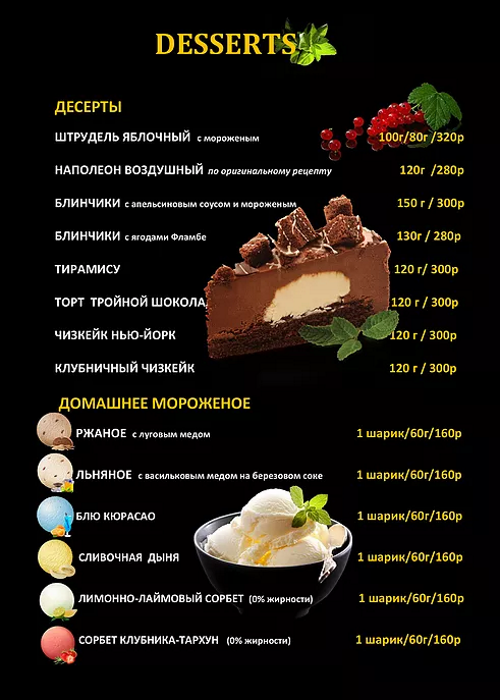 DESSERTS
ДЕСЕРТЫ
ШТРУДЕЛЬ ЯБЛОЧНЫЙ с мороженым 100г/80г /320р
НАПОЛЕОН ВОЗДУШНЫЙ по оригинальному рецепту 120г /280р
БЛИНЧИКИ с апельсиновым соусом и мороженым 150 г / 300р
БЛИНЧИКИ с ягодами Фламбе 130г / 280р
ТИРАМИСУ 120 г/ 300р
ТОРТ ТРОЙНОЙ ШОКОЛАД 120 г / 300р
ЧИЗКЕЙК НЬЮ-ЙОРК 120 г / 300р
КЛУБНИЧНЫЙ ЧИЗКЕЙК 120 г / 300р
ДОМАШНЕЕ МОРОЖЕНОЕ
РЖАНОЕ с луговым медом 1 шарик/60г/160р
ЛЬНЯНОЕ с васильковым медом на березовом соке 1 шарик/60г/160р
БЛЮ КЮРАСАО 1 шарик/60г/160р
СЛИВОЧНАЯ ДЫНЯ 1 шарик/60г/160р
ЛИМОННО-ЛАЙМОВЫЙ СОРБЕТ (0% жирности) 1 шарик/60г/160р
СОРБЕТ КЛУБНИКА-ТАРХУН (0% жирности) 1 шарик/60г/160р